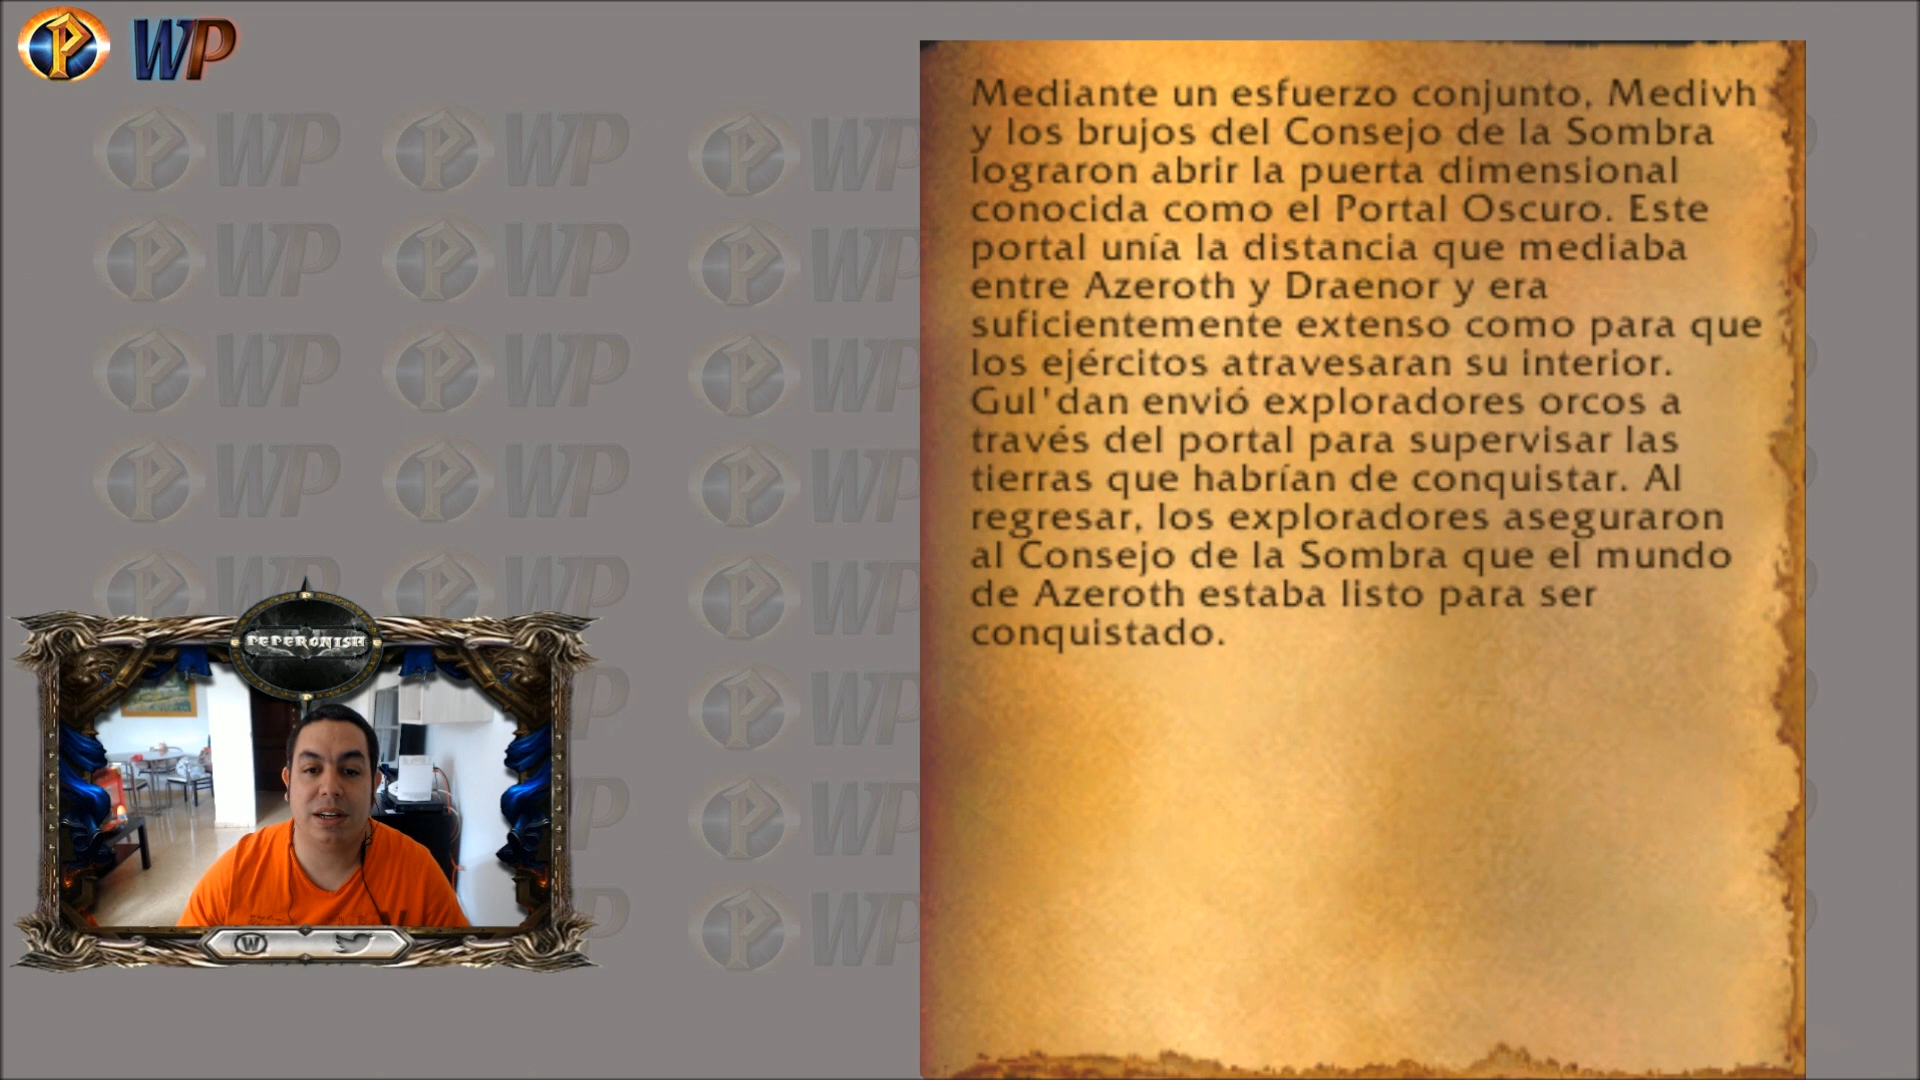 P WP
Mediante un esfuerzo conjunto, Medivh
y los brujos del Consejo de la Sombra
lograron abrir la puerta dimensional
conocida como el Portal Oscuro. Este
portal unía la distancia que mediaba
entre Azeroth y Draenor y era
suficientemente extenso como para que
los ejércitos atravesaran su interior.
Gul'dan envió exploradores orcos a
través del portal para supervisar las
tierras que habrían de conquistar. Al
regresar, los exploradores aseguraron
al Consejo de la Sombra que el mundo
de Azeroth estaba listo para ser
conquistado.
PEPERONISH
W